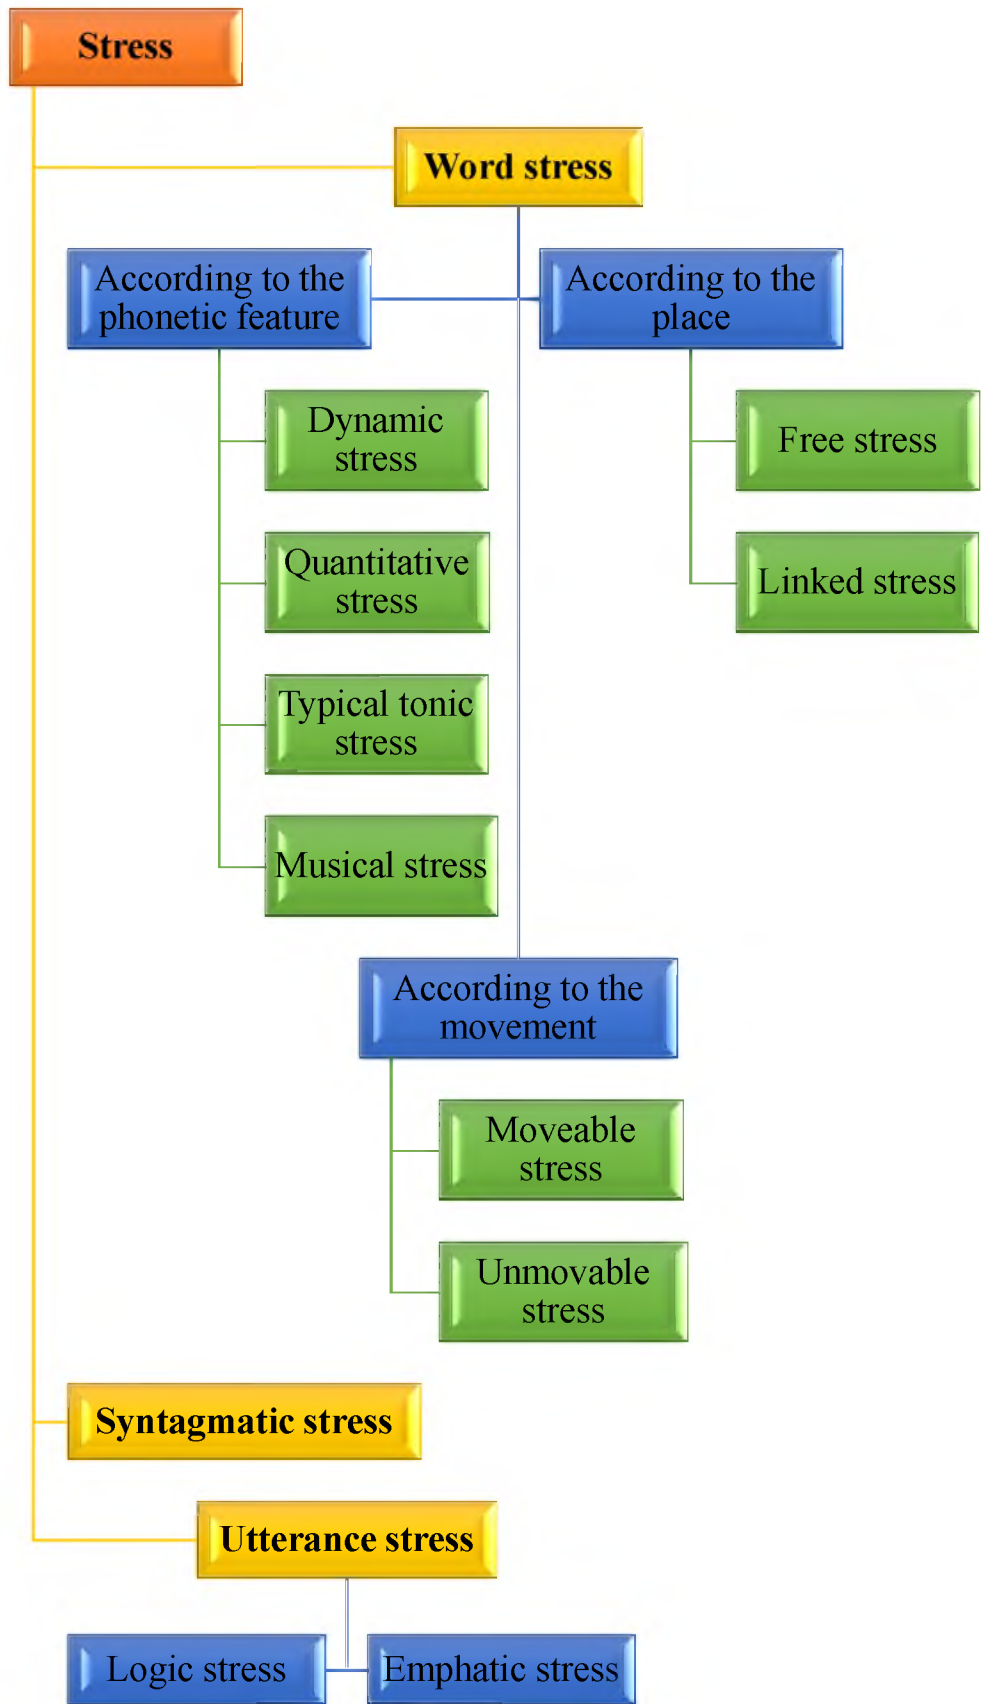 Stress
Word stress
According to the
phonetic feature
According to the
place
Dynamic
stress
Free stress
Quantitative
stress
Linked stress
Typical tonic
stress
Musical stress
According to the
movement
Moveable
stress
Unmovable
stress
Syntagmatic stress
Utterance stress
Logic stress
Emphatic stress